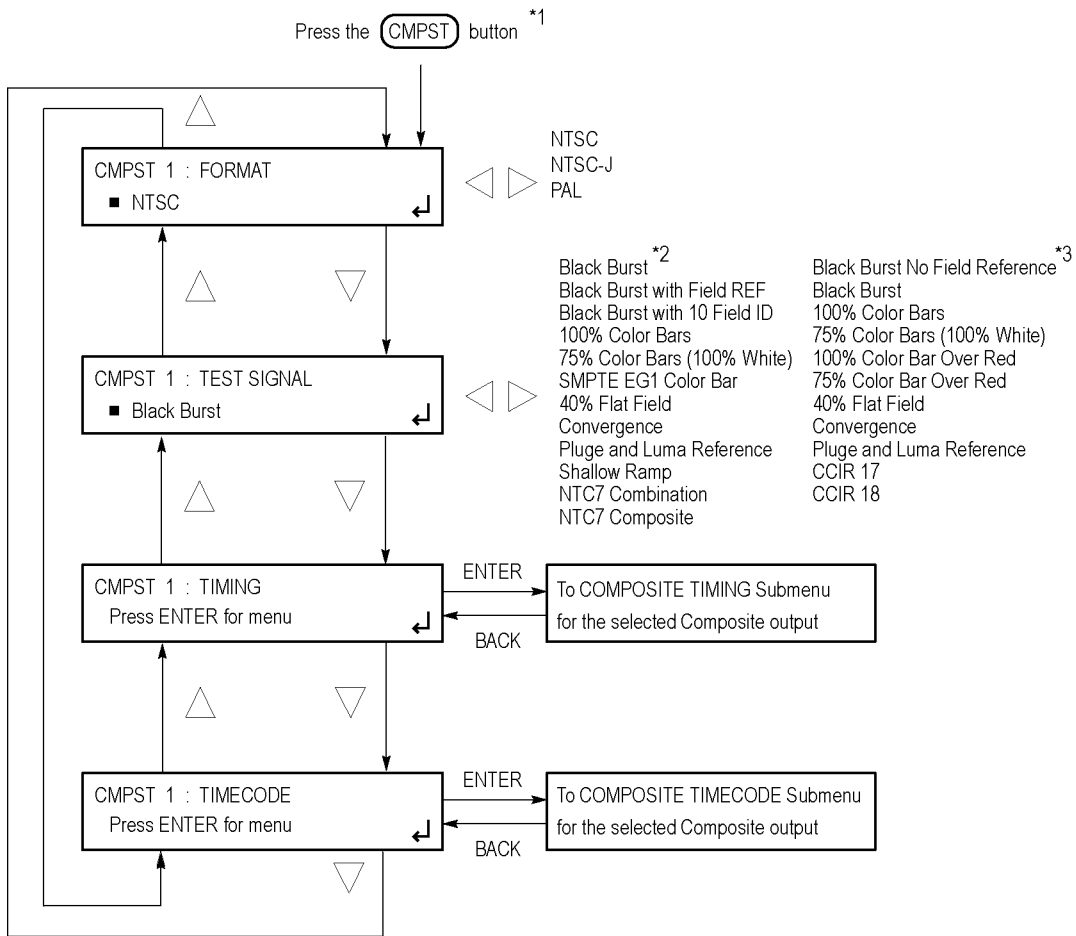 Press the CMPST button *1
CMPST 1 : FORMAT
■ NTSC
NTSC
NTSC-J
PAL
CMPST 1 : TEST SIGNAL
■ Black Burst
Black Burst *2
Black Burst with Field REF
Black Burst with 10 Field ID
100% Color Bars
75% Color Bars (100% White)
SMPTE EG1 Color Bar
40% Flat Field
Convergence
Pluge and Luma Reference
Shallow Ramp
NTC7 Combination
NTC7 Composite
Black Burst No Field Reference *3
Black Burst
100% Color Bars
75% Color Bars (100% White)
100% Color Bar Over Red
75% Color Bar Over Red
40% Flat Field
Convergence
Pluge and Luma Reference
CCIR 17
CCIR 18
CMPST 1 : TIMING
Press ENTER for menu
ENTER
BACK
To COMPOSITE TIMING Submenu
for the selected Composite output
CMPST 1 : TIMECODE
Press ENTER for menu
ENTER
BACK
To COMPOSITE TIMECODE Submenu
for the selected Composite output